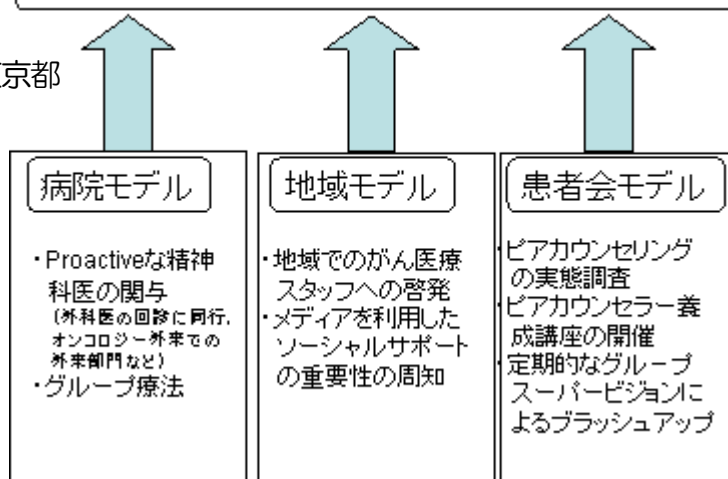 京都
病院モデル
・Proactiveな精神
科医の関与
(外科医の回診に同行,
オンコロジー外来での
外来部門など)
・グループ療法
地域モデル
・地域でのがん医療
スタッフへの啓発
・メディアを利用した
ソーシャルサポート
の重要性の周知
患者会モデル
・ピアカウンセリング
の実態調査
・ピアカウンセラー養
成講座の開催
・定期的なグループ
スーパービジョンに
よるブラッシュアップ